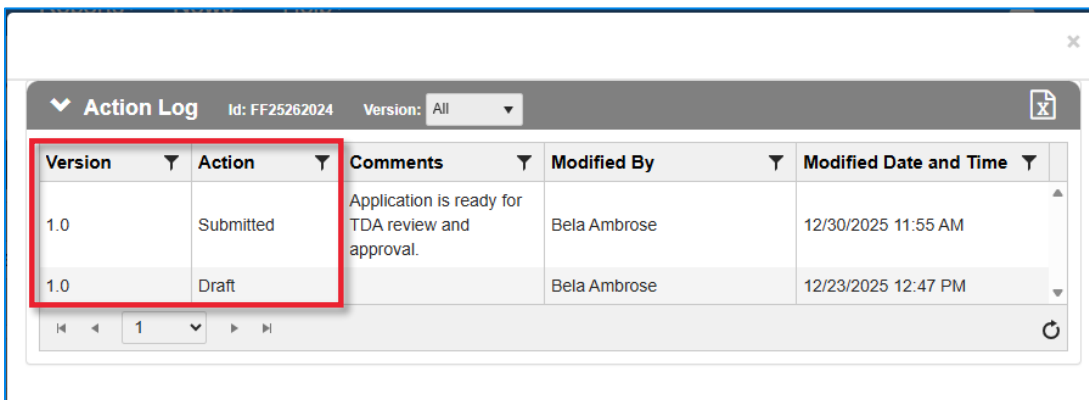 Action Log Id: FF25262024 Version: All
Version Action Comments Modified By Modified Date and Time
1.0 Submitted Application is ready for TDA review and approval. Bela Ambrose 12/30/2025 11:55 AM
1.0 Draft Bela Ambrose 12/23/2025 12:47 PM
1